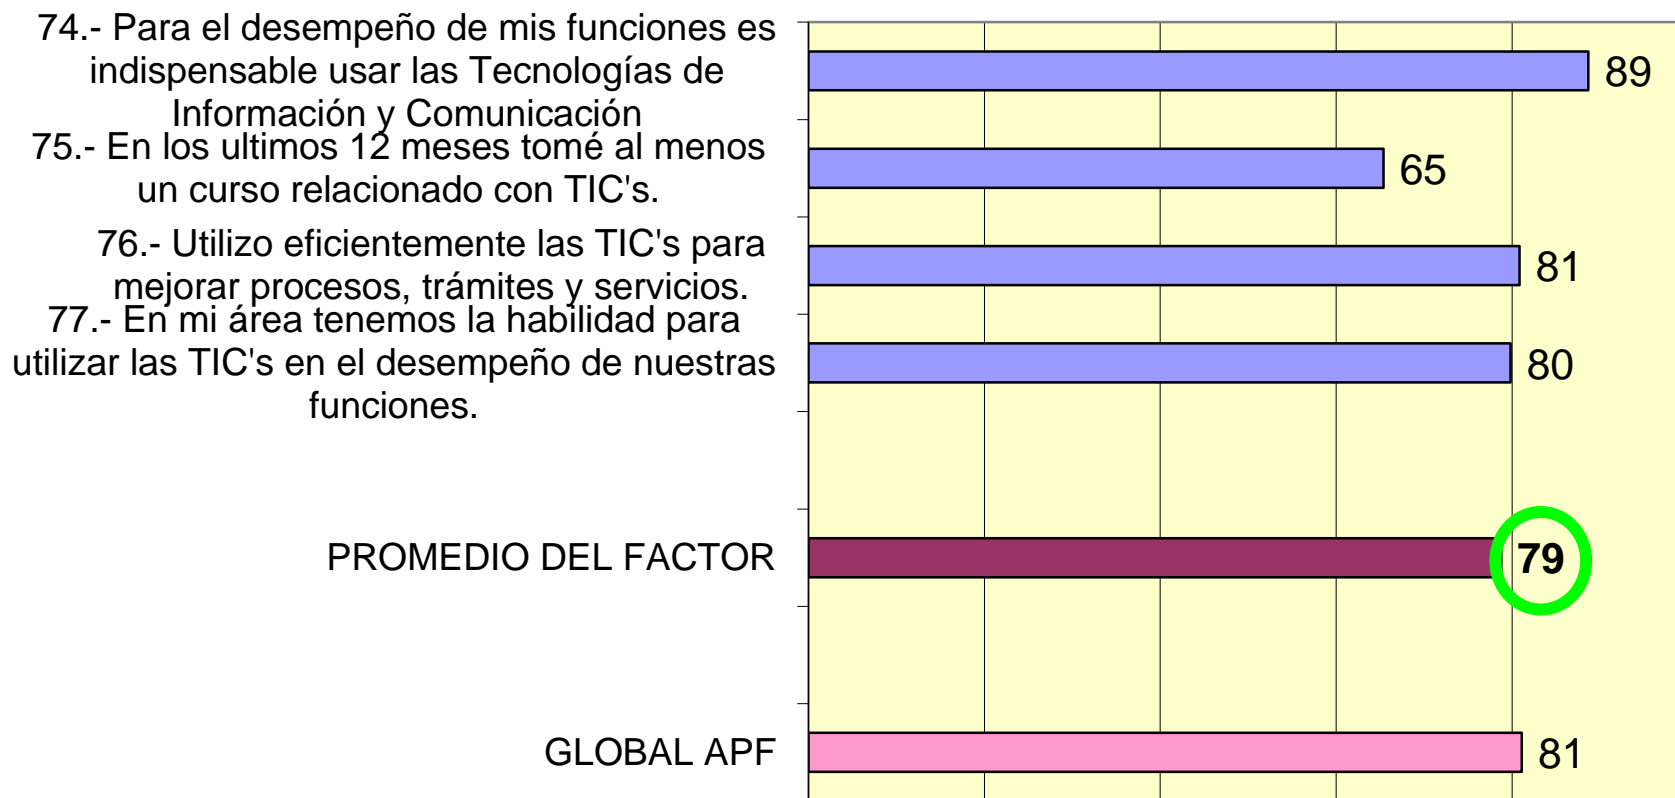 74.- Para el desempeño de mis funciones es
indispensable usar las Tecnologías de
Información y Comunicación
89
75.- En los ultimos 12 meses tomé al menos
un curso relacionado con TIC's.
65
76.- Utilizo eficientemente las TIC's para
mejorar procesos, trámites y servicios.
81
77.- En mi área tenemos la habilidad para
utilizar las TIC's en el desempeño de nuestras
funciones.
80
PROMEDIO DEL FACTOR
79
GLOBAL APF
81